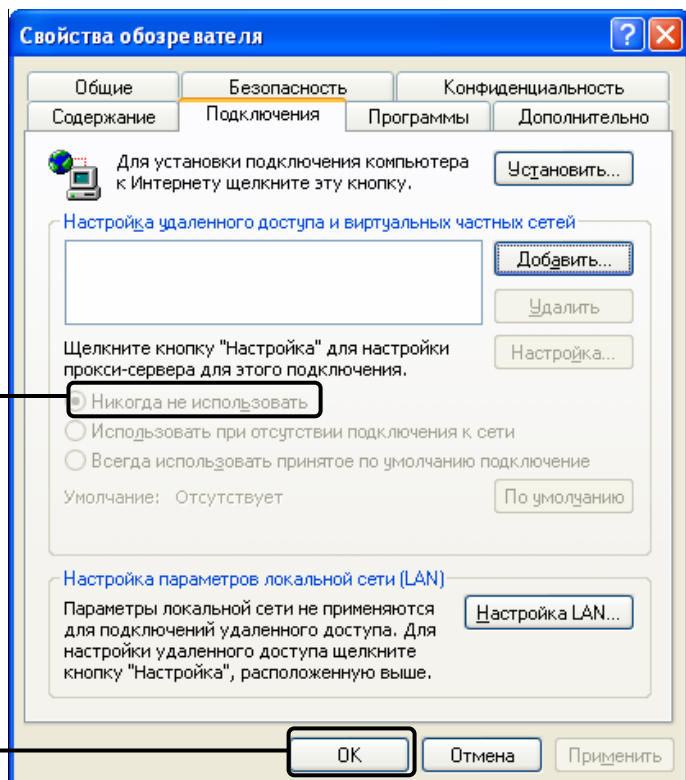 Свойства обозревателя
Общие
Безопасность
Конфиденциальность
Содержание
Подключения
Программы
Дополнительно
Для установки подключения компьютера
к Интернету щелкните эту кнопку.
Установить...
Настройка удаленного доступа и виртуальных частных сетей
Добавить...
Удалить
Щелкните кнопку "Настройка" для настройки
прокси-сервера для этого подключения.
Настройка...
Никогда не использовать
Использовать при отсутствии подключения к сети
Всегда использовать принятое по умолчанию подключение
Умолчание: Отсутствует
По умолчанию
Настройка параметров локальной сети (LAN)
Параметры локальной сети не применяются
для подключений удаленного доступа. Для
настройки удаленного доступа щелкните
кнопку "Настройка", расположенную выше.
Настройка LAN...
OK
Отмена
Применить